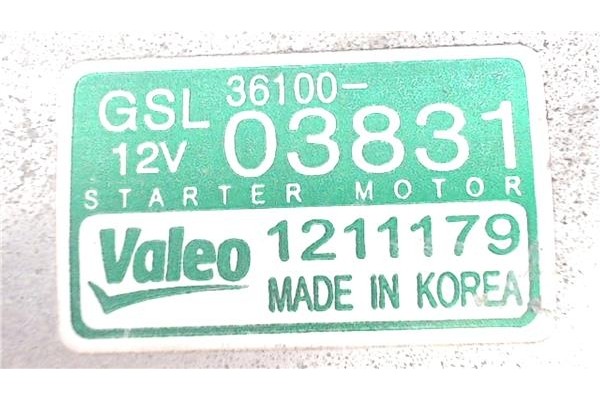 GSL 36100-
12V 03831
STARTER MOTOR
Valeo 1211179
MADE IN KOREA